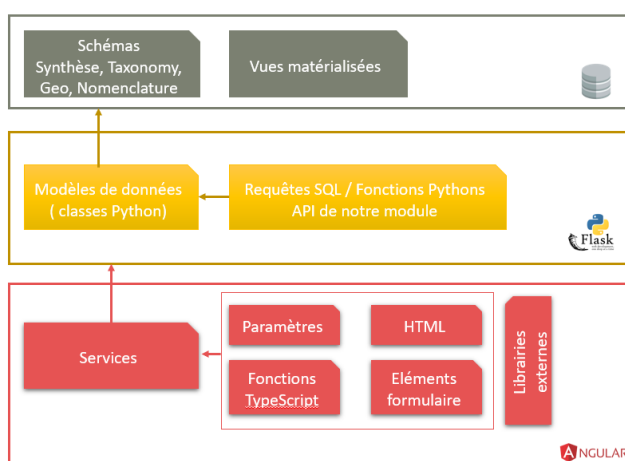 Schémas
Synthèse, Taxonomy,
Geo, Nomenclature
Vues matérialisées
Modèles de données
( classes Python)
Requêtes SQL / Fonctions Pythons
API de notre module
Flask
Services
Paramètres
HTML
Fonctions
TypeScript
Eléments
formulaire
Librairies
externes
ANGULAR